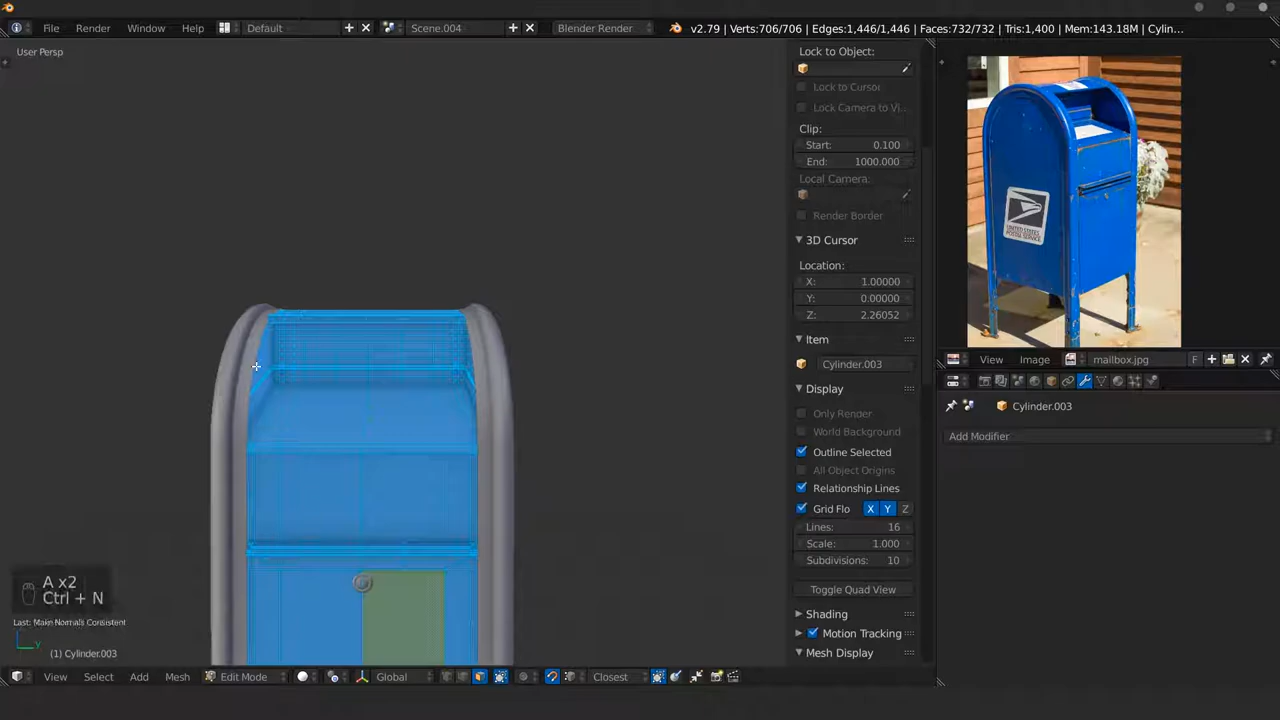 File Render Window Help Default Scene.004 Blender Render v2.79 | Verts:706/706 | Edges:1,446/1,446 | Faces:732/732 | Tris:1,400 | Mem:143.18M | Cylin...
User Persp
Lock to Object:
Lock to Cursor
Lock Camera to Vi..
Clip:
Start: 0.100
End: 1000.000
Local Camera:
Render Border
3D Cursor
Location:
X: 1.00000
Y: 0.00000
Z: 2.26052
Item
Cylinder.003
Display
Only Render
World Background
Outline Selected
All Object Origins
Relationship Lines
Grid Flo X Y Z
Lines: 16
Scale: 1.000
Subdivisions: 10
Toggle Quad View
Shading
Motion Tracking
Mesh Display
UNITED STATES
POSTAL SERVICE
View Image mailbox.jpg F
Cylinder.003
Add Modifier
A x2
Ctrl + N
Last: Make Normals Consistent
(1) Cylinder.003
View Select Add Mesh Edit Mode Global Closest